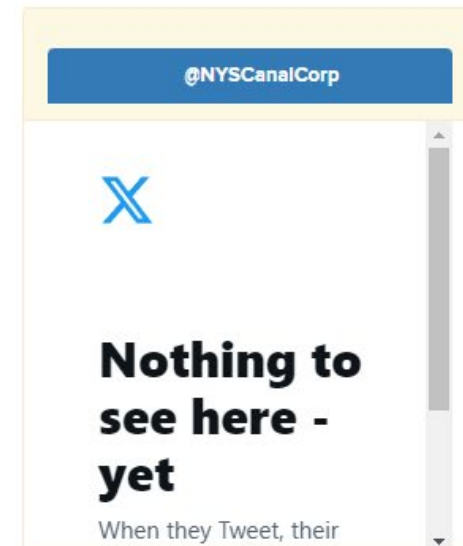 @NYSCanalCorp
Nothing to
see here -
yet
When they Tweet, their